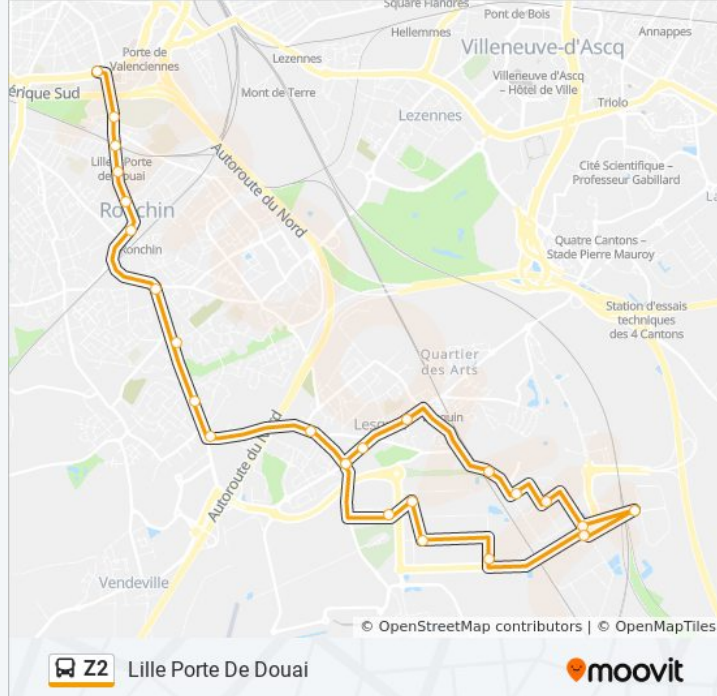 Square Flandres
Pont de Bois
Hellemmes
Annappes
Porte de
Valenciennes
Lezennes
Villeneuve-d'Ascq
Villeneuve d'Ascq
– Hôtel de Ville
érique Sud
Mont de Terre
Triolo
Lezennes
Lille Porte
de Douai
Autoroute du Nord
Cité Scientifique –
Professeur Gabillard
Ronchin
Ronchin
Quatre Cantons –
Stade Pierre Mauroy
Station d'essais
techniques
des 4 Cantons
Quartier
des Arts
Autoroute du Nord
Vendeville
© OpenStreetMap contributors | © OpenMapTiles
Z2 Lille Porte De Douai
moovit